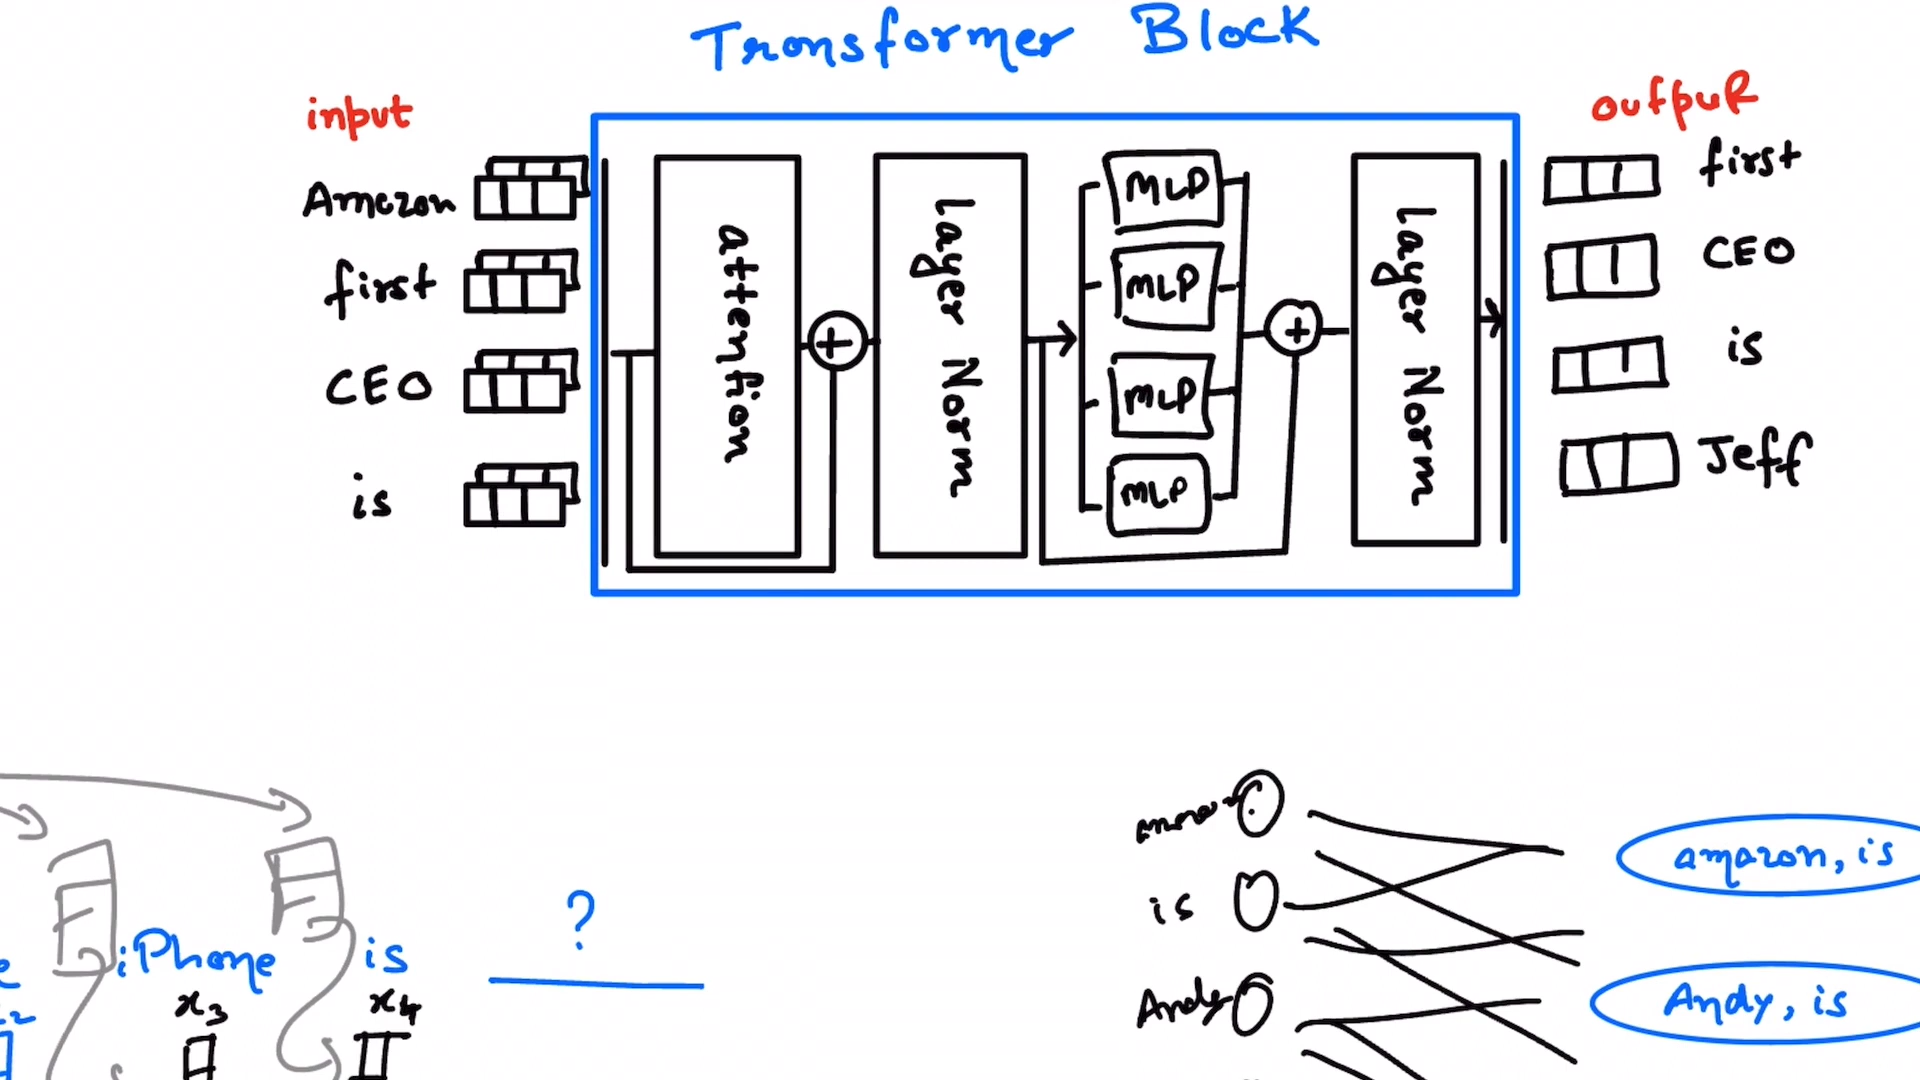 Transformer Block
input
output
Amazon
first
CEO
is
attention
Layer Norm
MLP
MLP
MLP
MLP
Layer Norm
first
CEO
is
Jeff
+
+
?
iPhone
is
x3
x4
is
Andy
amazon, is
Andy, is